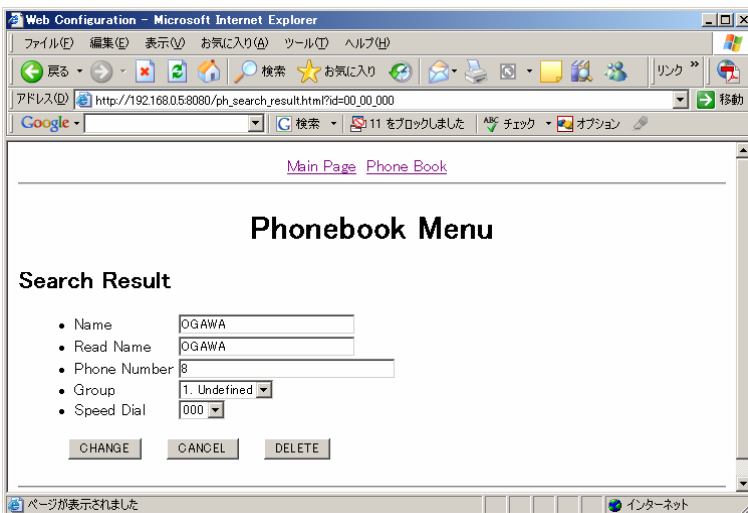 Web Configuration - Microsoft Internet Explorer
ファイル(F) 編集(E) 表示(V) お気に入り(A) ツール(T) ヘルプ(H)
戻る 検索 お気に入り リンク »
アドレス(D) http://192.168.0.5:8080/ph_search_result.html?id=00_00_000 移動
Google 検索 11 をブロックしました ABC チェック オプション
Main Page Phone Book
Phonebook Menu
Search Result
• Name OGAWA
• Read Name OGAWA
• Phone Number 8
• Group 1. Undefined
• Speed Dial 000
CHANGE CANCEL DELETE
ページが表示されました インターネット